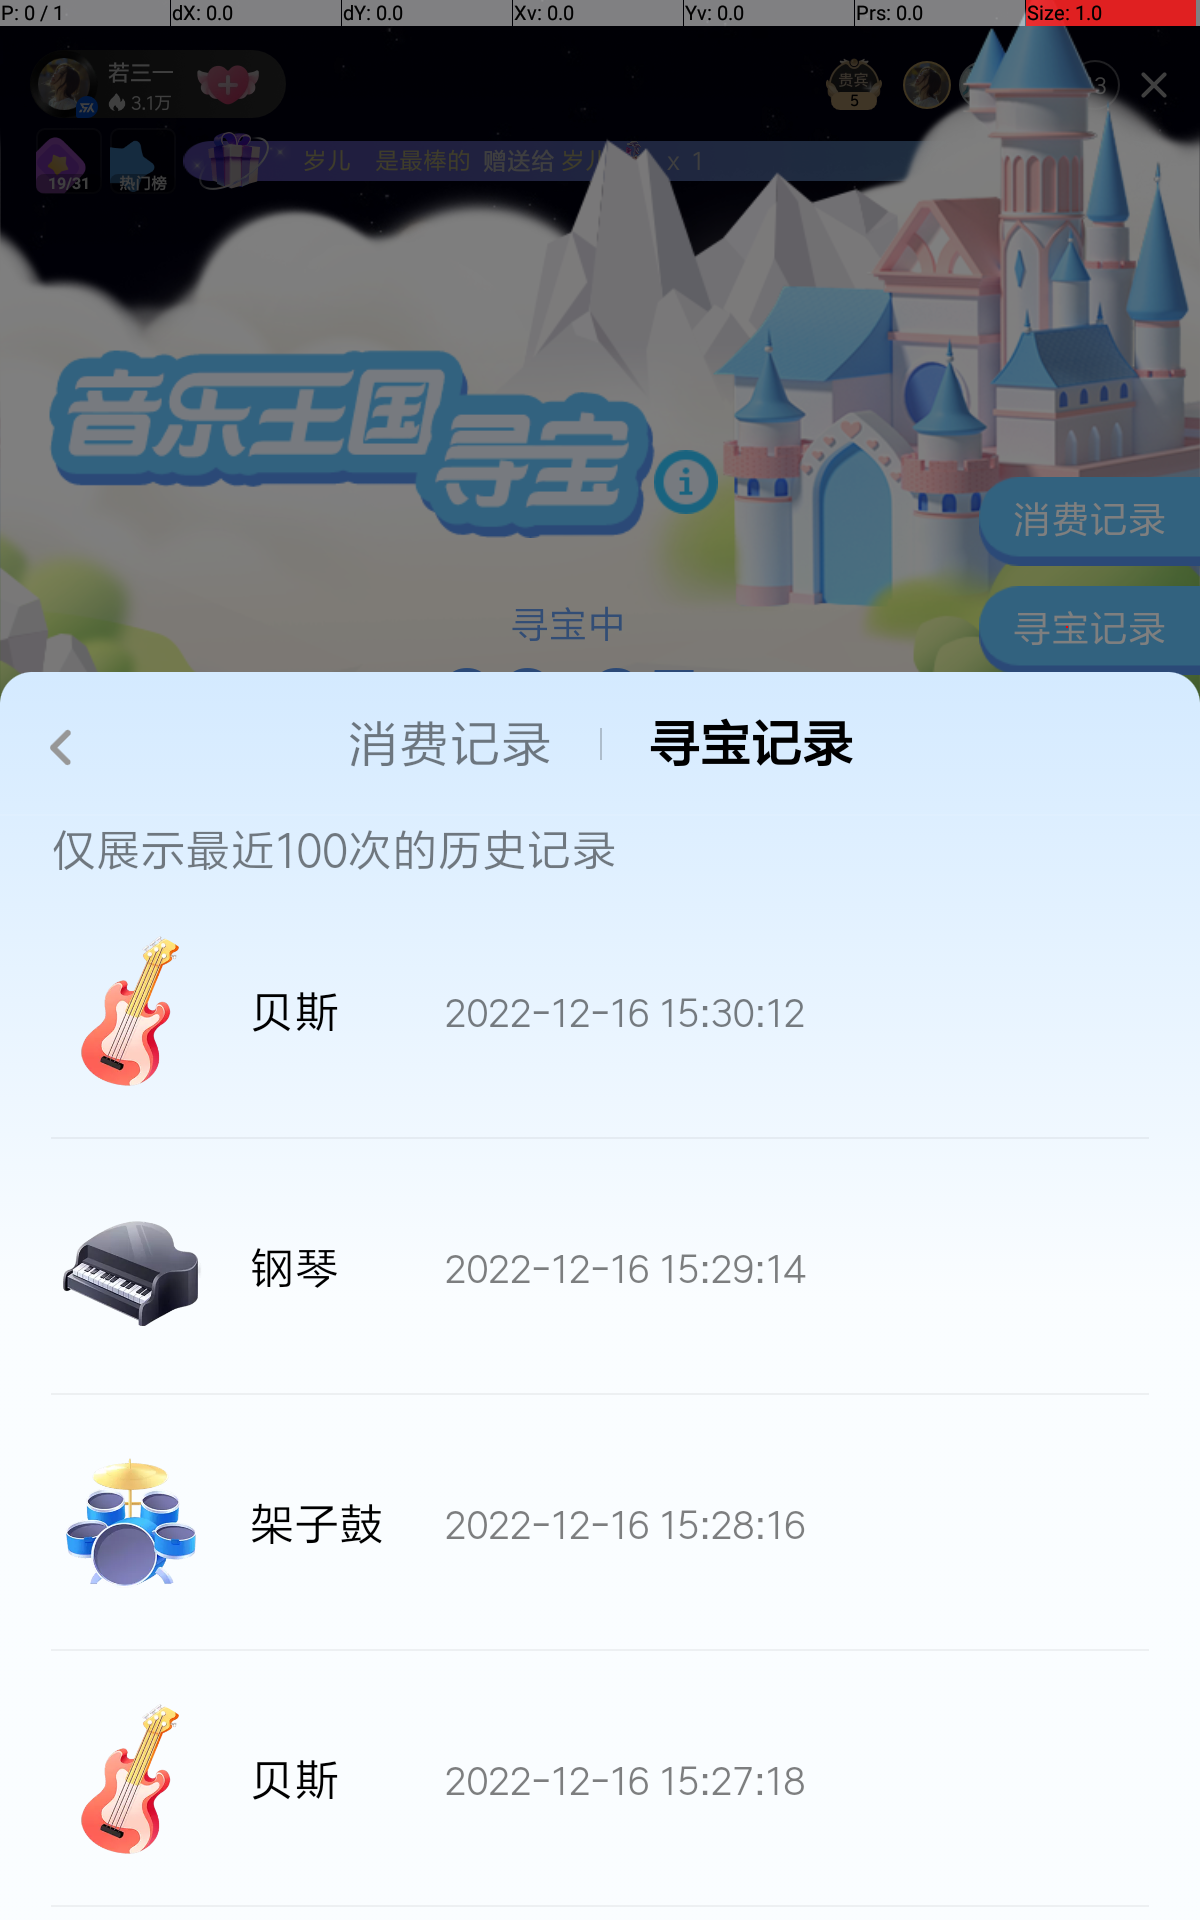 P: 0 / 1 dX: 0.0 dY: 0.0 Xv: 0.0 Yv: 0.0 Prs: 0.0 Size: 1.0
若三一
3.1万
贵宾
5
3
19/31
热门榜
岁儿 是最棒的 赠送给 岁儿 x 1
音乐王国
寻宝
消费记录
寻宝记录
寻宝中
消费记录 寻宝记录
仅展示最近100次的历史记录
贝斯 2022-12-16 15:30:12
钢琴 2022-12-16 15:29:14
架子鼓 2022-12-16 15:28:16
贝斯 2022-12-16 15:27:18